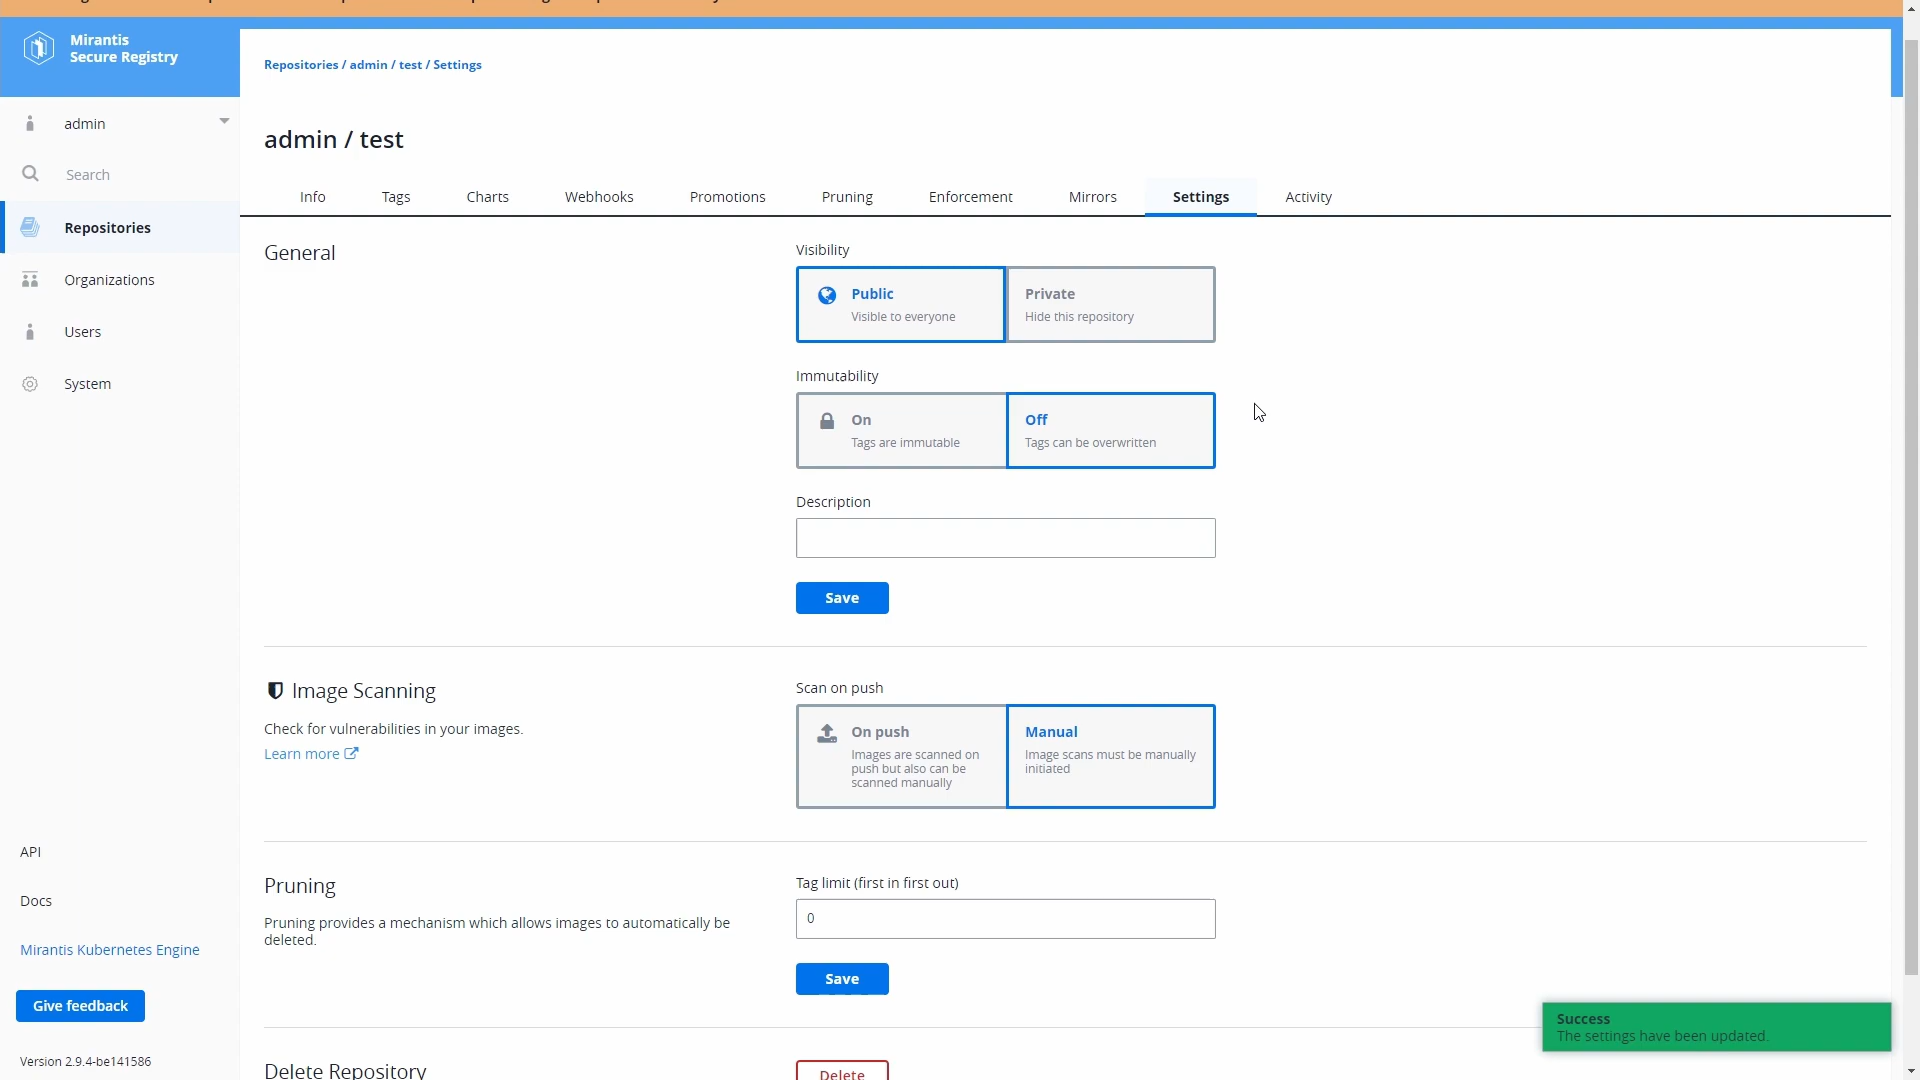 Mirantis
Secure Registry
admin
Search
Repositories
Organizations
Users
System
API
Docs
Mirantis Kubernetes Engine
Give feedback
Version 2.9.4-be141586
Repositories / admin / test / Settings
admin / test
Info Tags Charts Webhooks Promotions Pruning Enforcement Mirrors Settings Activity
General
Visibility
Public
Visible to everyone
Private
Hide this repository
Immutability
On
Tags are immutable
Off
Tags can be overwritten
Description
Save
Image Scanning
Check for vulnerabilities in your images.
Learn more
Scan on push
On push
Images are scanned on
push but also can be
scanned manually
Manual
Image scans must be manually
initiated
Pruning
Pruning provides a mechanism which allows images to automatically be
deleted.
Tag limit (first in first out)
0
Save
Delete Repository
Delete
Success
The settings have been updated.